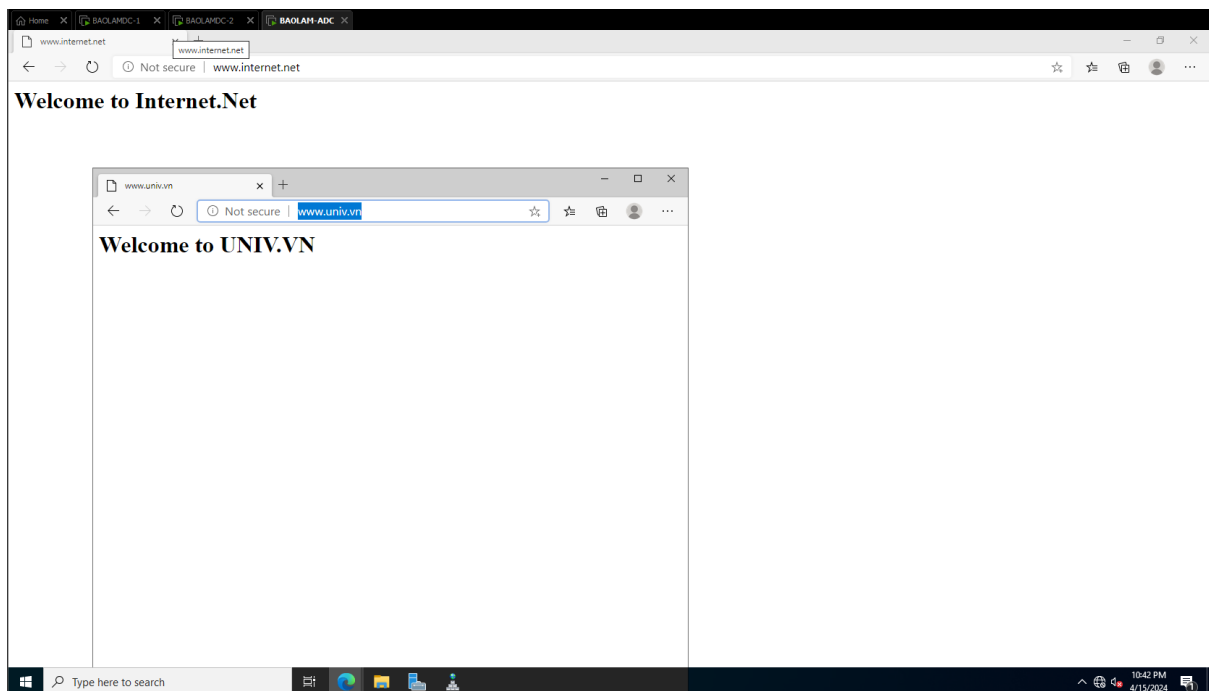 Home BAOLAMDC-1 BAOLAMDC-2 BAOLAM-ADC
www.internet.net
www.internet.net
Not secure www.internet.net
Welcome to Internet.Net
www.univ.vn
Not secure www.univ.vn
Welcome to UNIV.VN
Type here to search
10:42 PM
4/15/2024